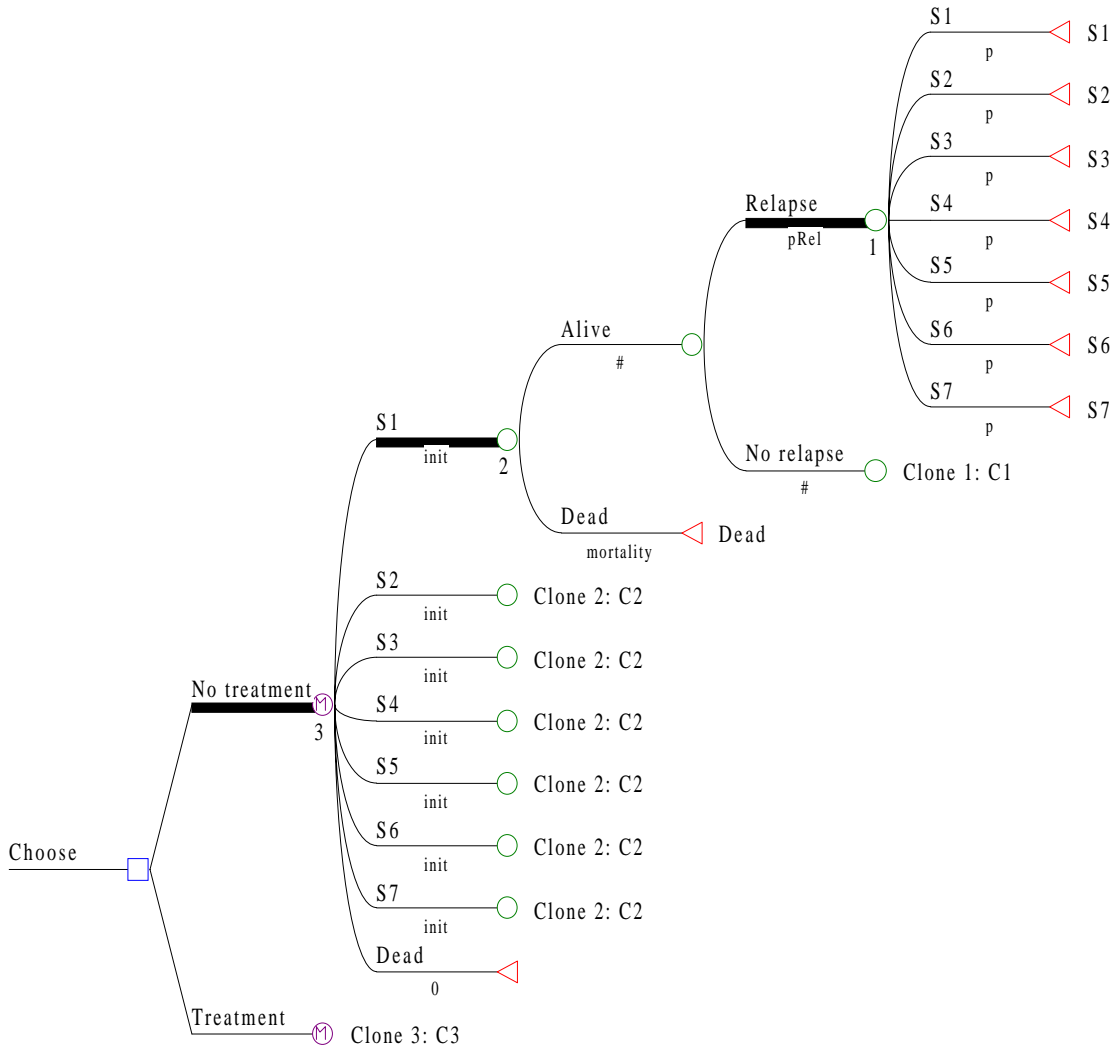 S1
p
S1
S2
p
S2
S3
p
S3
Relapse
pRel
1
S4
p
S4
S5
p
S5
S6
p
S6
S7
p
S7
Alive
#
No relapse
#
Clone 1: C1
S1
init
2
Dead
mortality
Dead
S2
init
Clone 2: C2
S3
init
Clone 2: C2
No treatment
M
3
S4
init
Clone 2: C2
S5
init
Clone 2: C2
S6
init
Clone 2: C2
Choose
S7
init
Clone 2: C2
Dead
0
Treatment
M
Clone 3: C3